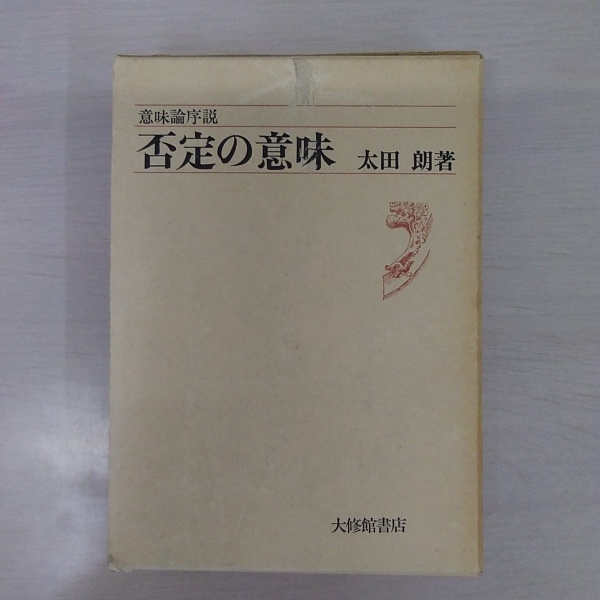 意味論序説
否定の意味 太田 朗著
大修館書店